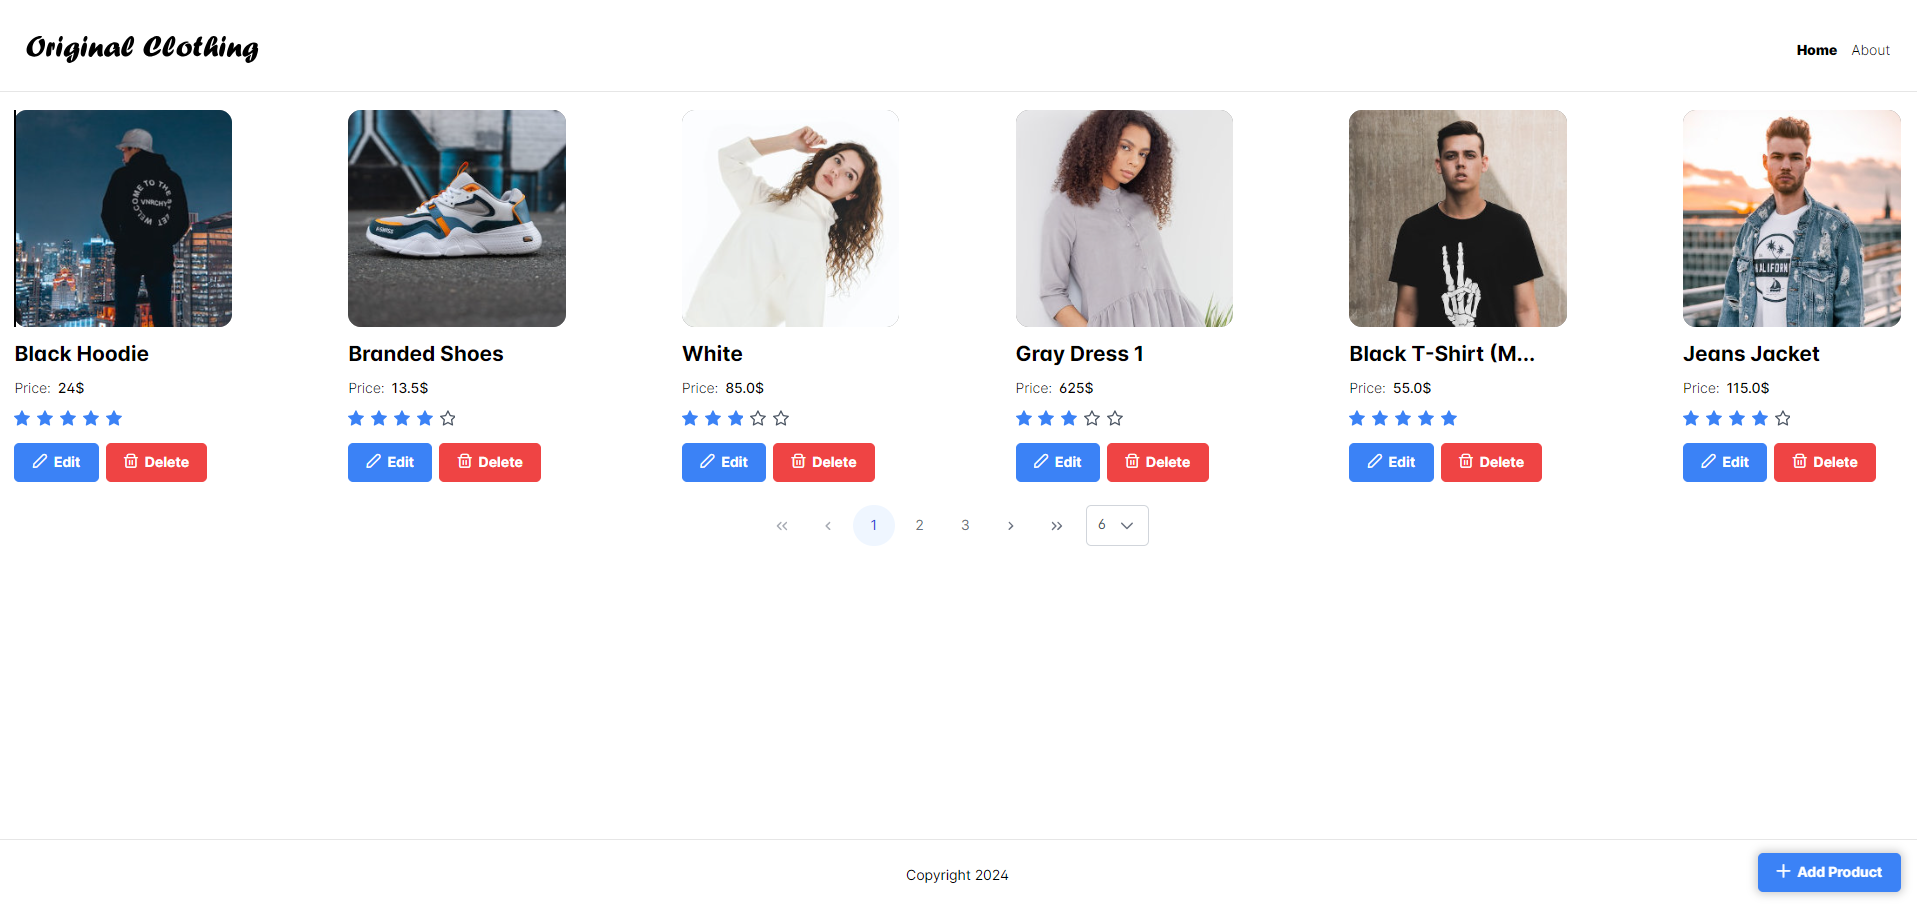 Original Clothing
Home About
WELCOME TO THE
VNRCHY
K-SWISS
CALIFORN
Black Hoodie
Branded Shoes
White
Gray Dress 1
Black T-Shirt (M...
Jeans Jacket
Price: 24$
Price: 13.5$
Price: 85.0$
Price: 625$
Price: 55.0$
Price: 115.0$
Edit Delete
Edit Delete
Edit Delete
Edit Delete
Edit Delete
Edit Delete
« ‹ 1 2 3 › » 6
Copyright 2024
+ Add Product